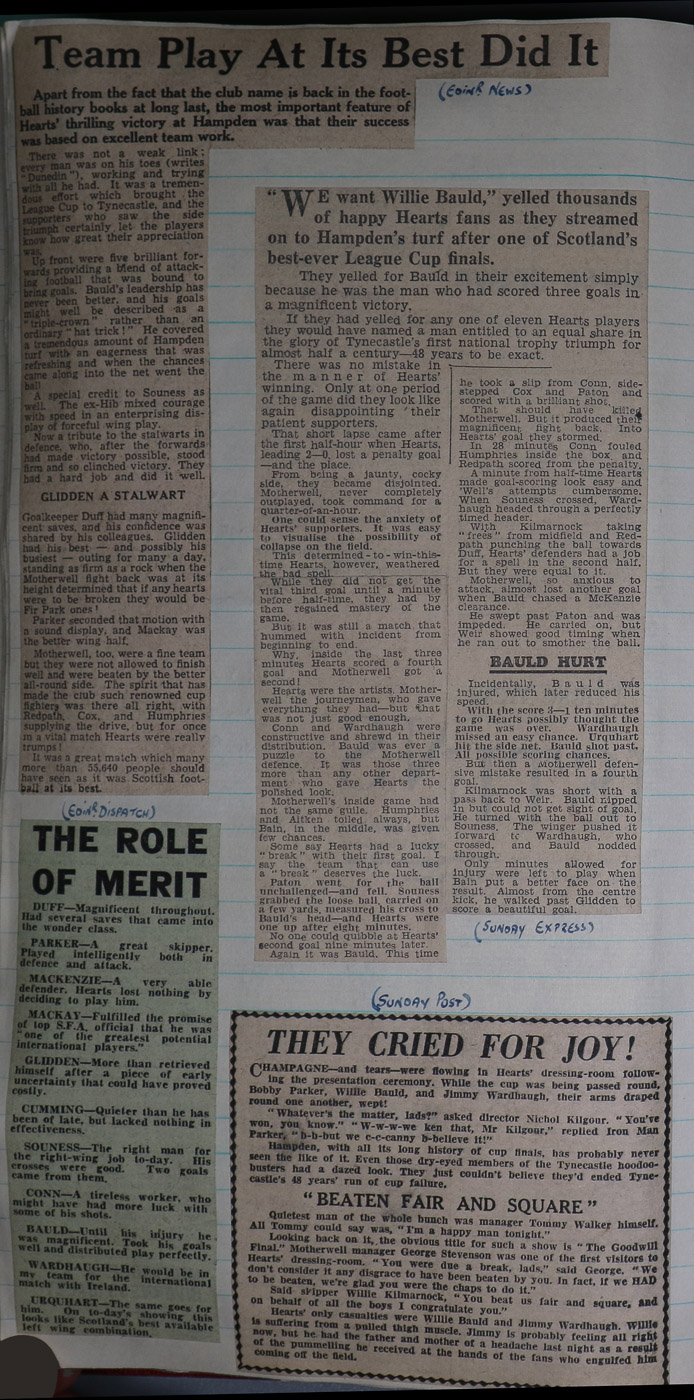 Team Play At Its Best Did It
Apart from the fact that the club name is back in the foot-
ball history books at long last, the most important feature of
Hearts' thrilling victory at Hampden was that their success
was based on excellent team work.
(EDINR NEWS)
There was not a weak link;
every man was on his toes (writes
"Dunedin"), working and trying
with all he had. It was a tremen-
dous effort which brought the
League Cup to Tynecastle, and the
supporters who saw the side
triumph certainly let the players
know how great their appreciation
was.
Up front were five brilliant for-
wards providing a blend of attack-
ing football that was bound to
bring goals. Bauld's leadership has
never been better, and his goals
might well be described as a
"triple-crown" rather than an
ordinary "hat trick!" He covered
a tremendous amount of Hampden
turf with an eagerness that was
refreshing and when the chances
came along into the net went the
ball.
A special credit to Souness as
well. The ex-Hib mixed courage
with speed in an enterprising dis-
play of forceful wing play.
Now a tribute to the stalwarts in
defence, who, after the forwards
had made victory possible, stood
firm and so clinched victory. They
had a hard job and did it well.
GLIDDEN A STALWART
Goalkeeper Duff had many magnifi-
cent saves, and his confidence was
shared by his colleagues. Glidden
had his best — and possibly his
busiest — outing for many a day,
standing as firm as a rock when the
Motherwell fight back was at its
height determined that if any hearts
were to be broken they would be
Fir Park ones!
Parker seconded that motion with
a sound display, and Mackay was
the better wing half.
Motherwell, too, were a fine team
but they were not allowed to finish
well and were beaten by the better
all-round side. The spirit that has
made the club such renowned cup
fighters was there all right, with
Redpath, Cox, and Humphries
supplying the drive, but for once
in a vital match Hearts were really
trumps!
It was a great match which many
more than 55,640 people should
have seen as it was Scottish foot-
ball at its best.
(EDINR DISPATCH)
THE ROLE
OF MERIT
DUFF—Magnificent throughout.
Had several saves that came into
the wonder class.
PARKER—A great skipper.
Played intelligently both in
defence and attack.
MACKENZIE—A very able
defender. Hearts lost nothing by
deciding to play him.
MACKAY—Fulfilled the promise
of top S.F.A. official that he was
"one of the greatest potential
international players."
GLIDDEN—More than retrieved
himself after a piece of early
uncertainty that could have proved
costly.
CUMMING—Quieter than he has
been of late, but lacked nothing in
effectiveness.
SOUNESS—The right man for
the right-wing job to-day. His
crosses were good. Two goals
came from them.
CONN—A tireless worker, who
might have had more luck with
some of his shots.
BAULD—Until his injury he
was magnificent. Took his goals
well and distributed play perfectly.
WARDHAUGH—He would be in
my team for the international
match with Ireland.
URQUHART—The same goes for
him. On to-day's showing this
looks like Scotland's best available
left wing combination.
"WE want Willie Bauld," yelled thousands
of happy Hearts fans as they streamed
on to Hampden's turf after one of Scotland's
best-ever League Cup finals.
They yelled for Bauld in their excitement simply
because he was the man who had scored three goals in
a magnificent victory.
If they had yelled for any one of eleven Hearts players
they would have named a man entitled to an equal share in
the glory of Tynecastle's first national trophy triumph for
almost half a century—48 years to be exact.
There was no mistake in
the manner of Hearts'
winning. Only at one period
of the game did they look like
again disappointing their
patient supporters.
That short lapse came after
the first half-hour when Hearts,
leading 2—0, lost a penalty goal
—and the place.
From being a jaunty, cocky
side, they became disjointed.
Motherwell, never completely
outplayed, took command for a
quarter-of-an-hour.
One could sense the anxiety of
Hearts' supporters. It was easy
to visualise the possibility of
collapse on the field.
This determined-to-win-this-
time Hearts, however, weathered
the bad spell.
While they did not get the
vital third goal until a minute
before half-time, they had by
then regained mastery of the
game.
But it was still a match that
hummed with incident from
beginning to end.
Why, inside the last three
minutes Hearts scored a fourth
goal and Motherwell got a
second!
Hearts were the artists. Mother-
well the journeymen, who gave
everything they had—but that
was not just good enough.
Conn and Wardhaugh were
constructive and shrewd in their
distribution. Bauld was ever a
puzzle to the Motherwell
defence. It was those three
more than any other depart-
ment who gave Hearts the
polished look.
Motherwell's inside game had
not the same guile. Humphries
and Aitken toiled always, but
Bain, in the middle, was given
few chances.
Some say Hearts had a lucky
"break" with their first goal. I
say the team that can use
a "break" deserves the luck.
Paton went for the ball
unchallenged—and fell. Souness
grabbed the loose ball, carried on
a few yards, measured his cross to
Bauld's head—and Hearts were
one up after eight minutes.
No one could quibble at Hearts'
second goal nine minutes later.
Again it was Bauld. This time
he took a slip from Conn, side-
stepped Cox and Paton and
scored with a brilliant shot.
That should have killed
Motherwell. But it produced their
magnificent fight back. Into
Hearts' goal they stormed.
In 28 minutes Conn fouled
Humphries inside the box and
Redpath scored from the penalty.
A minute from half-time Hearts
made goal-scoring look easy and
'Well's attempts cumbersome.
When Souness crossed, Ward-
haugh headed through a perfectly
timed header.
With Kilmarnock taking
"frees" from midfield and Red-
path punching the ball towards
Duff, Hearts' defenders had a job
for a spell in the second half.
But they were equal to it.
Motherwell, so anxious to
attack, almost lost another goal
when Bauld chased a McKenzie
clearance.
He swept past Paton and was
impeded. He carried on, but
Weir showed good timing when
he ran out to smother the ball.
BAULD HURT
Incidentally, Bauld was
injured, which later reduced his
speed.
With the score 3—1 ten minutes
to go Hearts possibly thought the
game was over. Wardhaugh
missed an easy chance. Urquhart
hit the side net. Bauld shot past.
All possible scoring chances.
But then a Motherwell defen-
sive mistake resulted in a fourth
goal.
Kilmarnock was short with a
pass back to Weir. Bauld nipped
in but could not get sight of goal.
He turned with the ball out to
Souness. The winger pushed it
forward to Wardhaugh, who
crossed, and Bauld nodded
through.
Only minutes allowed for
injury were left to play when
Bain put a better face on the
result. Almost from the centre
kick, he walked past Glidden to
score a beautiful goal.
(SUNDAY EXPRESS)
(SUNDAY POST)
THEY CRIED FOR JOY!
CHAMPAGNE—and tears—were flowing in Hearts' dressing-room follow-
ing the presentation ceremony. While the cup was being passed round,
Bobby Parker, Willie Bauld, and Jimmy Wardhaugh, their arms draped
round one another, wept!
"Whatever's the matter, lads?" asked director Nichol Kilgour. "You've
won, you know." "W-w-w-we ken that, Mr Kilgour," replied Iron Man
Parker, "b-b-but we c-c-canny b-believe it!"
Hampden, with all its long history of cup finals, has probably never
seen the like of it. Even those dry-eyed members of the Tynecastle hoodoo-
busters had a dazed look. They just couldn't believe they'd ended Tyne-
castle's 48 years' run of cup failure.
"BEATEN FAIR AND SQUARE"
Quietest man of the whole bunch was manager Tommy Walker himself.
All Tommy could say was, "I'm a happy man tonight."
Looking back on it, the obvious title for such a show is "The Goodwill
Final." Motherwell manager George Stevenson was one of the first visitors to
Hearts' dressing-room. "You were due a break, lads," said George. "We
don't consider it any disgrace to have been beaten by you. In fact, if we HAD
to be beaten, we're glad you were the chaps to do it."
Said skipper Willie Kilmarnock, "You beat us fair and square, and
on behalf of all the boys I congratulate you."
Hearts' only casualties were Willie Bauld and Jimmy Wardhaugh. Willie
is suffering from a pulled thigh muscle. Jimmy is probably feeling all right
now, but he had the father and mother of a headache last night as a result
of the pummelling he received at the hands of the fans who engulfed him
coming off the field.